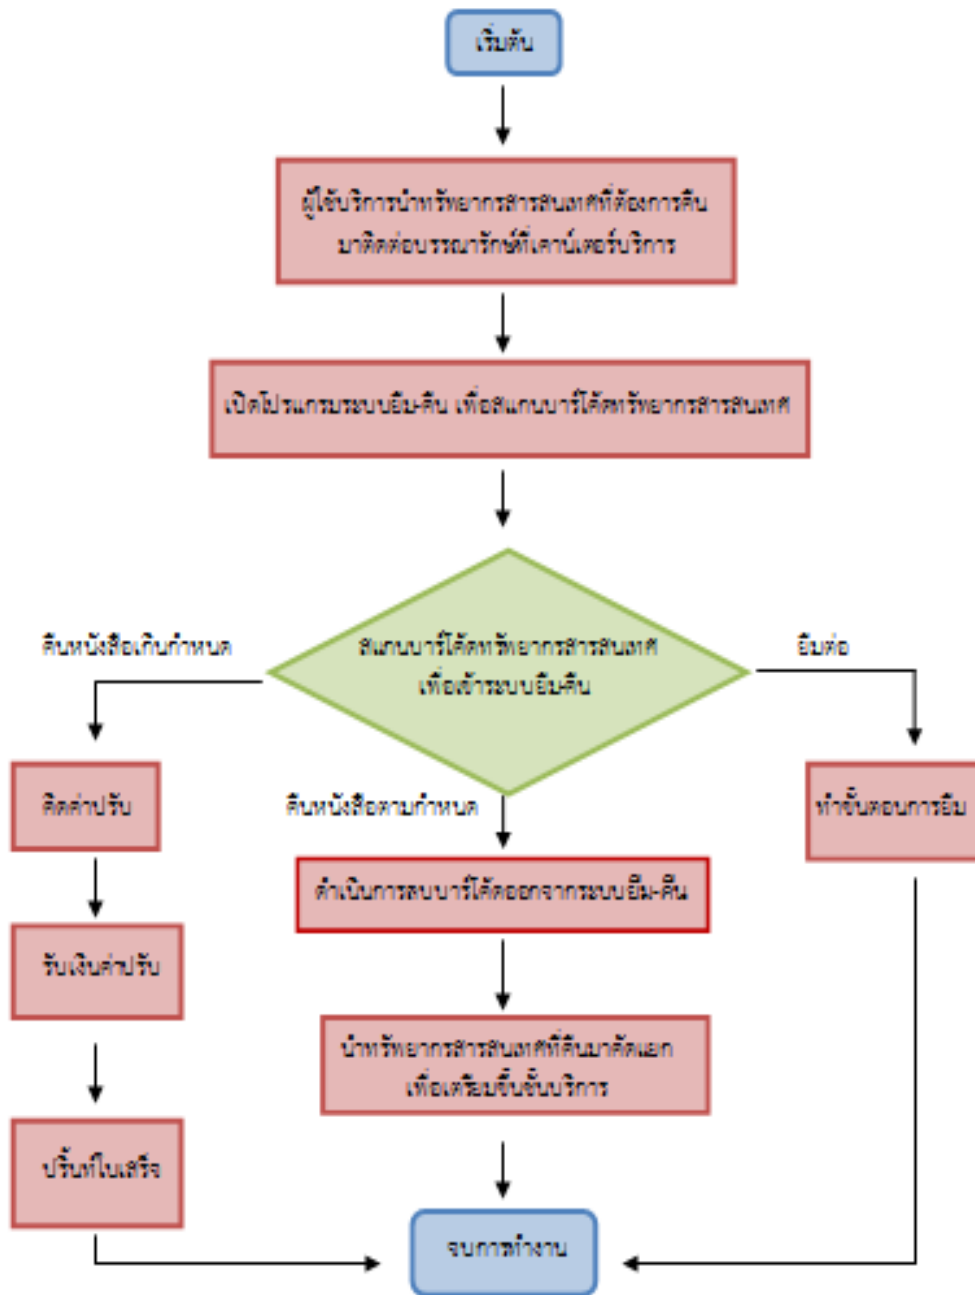 เริ่มต้น
ผู้ใช้บริการนำทรัพยากรสารสนเทศที่ต้องการคืน
มาติดต่อบรรณารักษ์ที่เคาน์เตอร์บริการ
เปิดโปรแกรมระบบยืม-คืน เพื่อสแกนบาร์โค้ดทรัพยากรสารสนเทศ
คืนหนังสือเกินกำหนด
สแกนบาร์โค้ดทรัพยากรสารสนเทศ
เพื่อเข้าระบบยืม-คืน
ยืมต่อ
คิดค่าปรับ
คืนหนังสือตามกำหนด
ทำขั้นตอนการยืม
ดำเนินการลบบาร์โค้ดออกจากระบบยืม-คืน
รับเงินค่าปรับ
นำทรัพยากรสารสนเทศที่คืนมาคัดแยก
เพื่อเตรียมขึ้นชั้นบริการ
ปริ้นท์ใบเสร็จ
จบการทำงาน